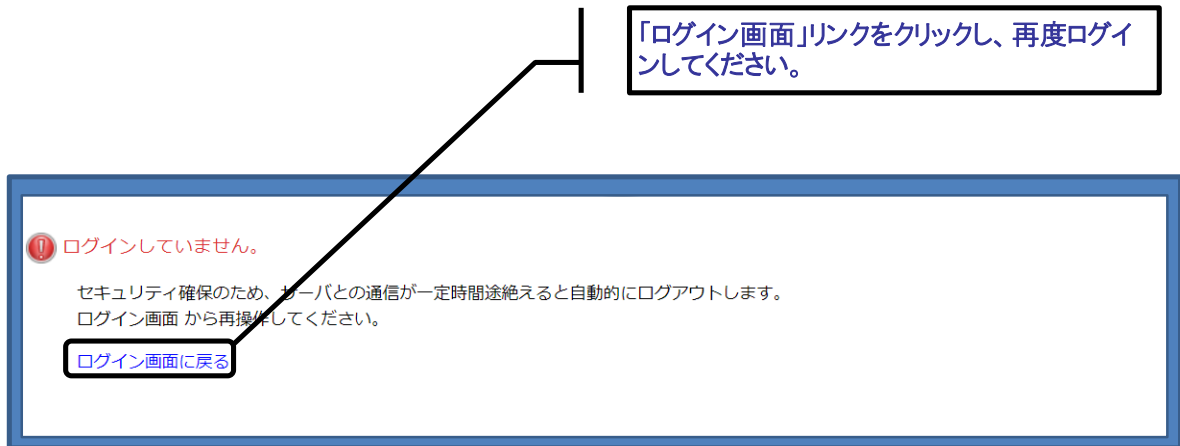 「ログイン画面」リンクをクリックし、再度ログイ
ンしてください。
ログインしていません。
セキュリティ確保のため、サーバとの通信が一定時間途絶えると自動的にログアウトします。
ログイン画面 から再操作してください。
ログイン画面に戻る